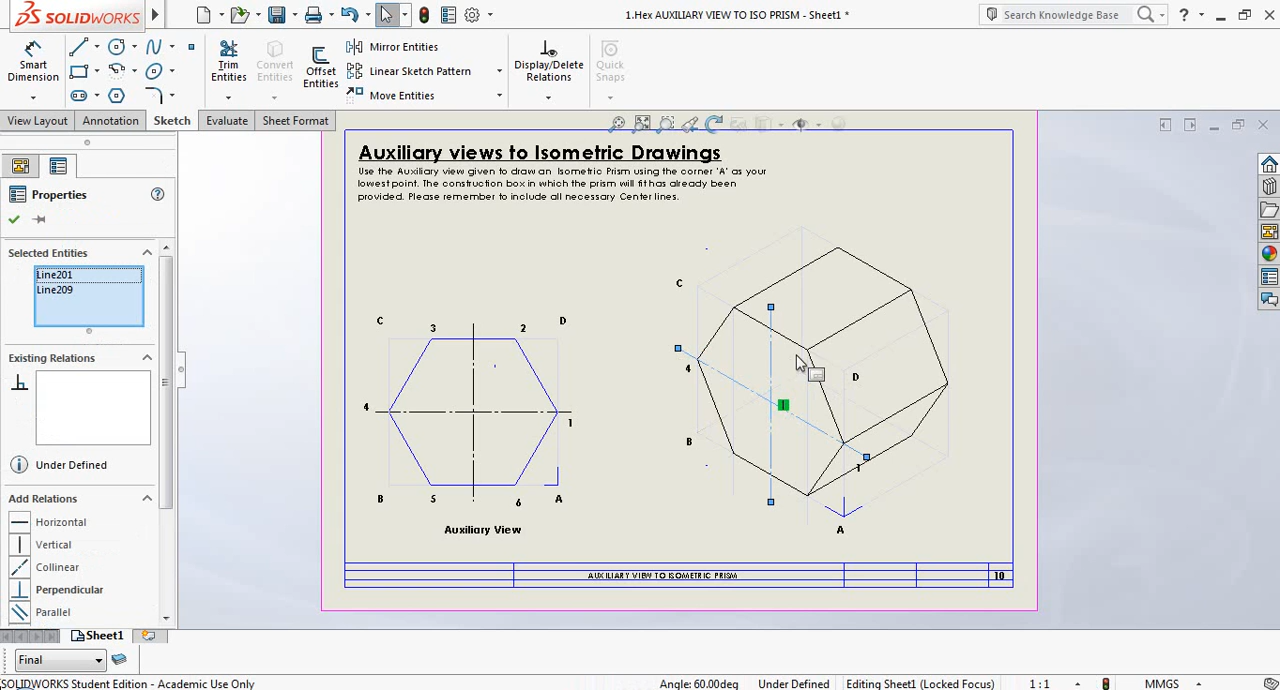 SOLIDWORKS
1.Hex AUXILIARY VIEW TO ISO PRISM - Sheet1 *
Search Knowledge Base
Smart Dimension
Trim Entities
Convert Entities
Offset Entities
Mirror Entities
Linear Sketch Pattern
Move Entities
Display/Delete Relations
Quick Snaps
View Layout
Annotation
Sketch
Evaluate
Sheet Format
Properties
Selected Entities
Line201
Line209
Existing Relations
Under Defined
Add Relations
Horizontal
Vertical
Collinear
Perpendicular
Parallel
Auxiliary views to Isometric Drawings
Use the Auxiliary view given to draw an Isometric Prism using the corner 'A' as your
lowest point. The construction box in which the prism will fit has already been
provided. Please remember to include all necessary Center lines.
C
3
2
D
4
1
B
5
6
A
Auxiliary View
C
4
D
B
1
A
AUXILIARY VIEW TO ISOMETRIC PRISM
10
Sheet1
Final
SOLIDWORKS Student Edition - Academic Use Only
Angle: 60.00deg
Under Defined
Editing Sheet1 (Locked Focus)
1 : 1
MMGS